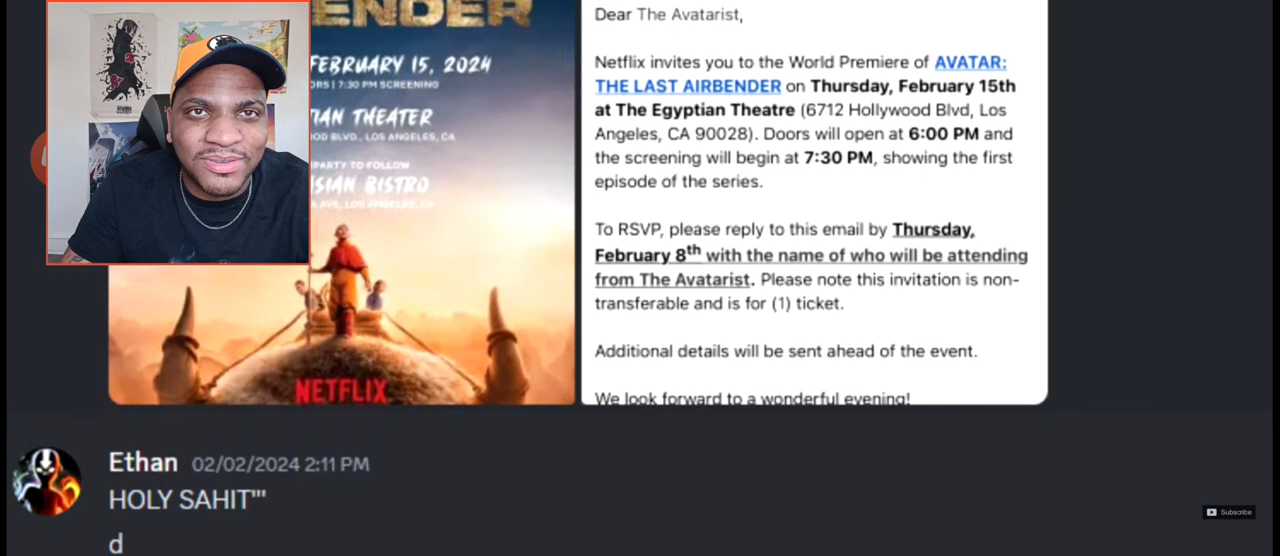 ENDER
FEBRUARY 15, 2024
ORS | 7:30 PM SCREENING
IAN THEATER
OOD BLVD., LOS ANGELES, CA
PARTY TO FOLLOW
SIAN BISTRO
A AVE, LOS ANGELES, CA
NETFLIX
Dear The Avatarist,
Netflix invites you to the World Premiere of AVATAR:
THE LAST AIRBENDER on Thursday, February 15th
at The Egyptian Theatre (6712 Hollywood Blvd, Los
Angeles, CA 90028). Doors will open at 6:00 PM and
the screening will begin at 7:30 PM, showing the first
episode of the series.
To RSVP, please reply to this email by Thursday,
February 8th with the name of who will be attending
from The Avatarist. Please note this invitation is non-
transferable and is for (1) ticket.
Additional details will be sent ahead of the event.
We look forward to a wonderful evening!
Ethan 02/02/2024 2:11 PM
HOLY SAHIT"'
d
Subscribe